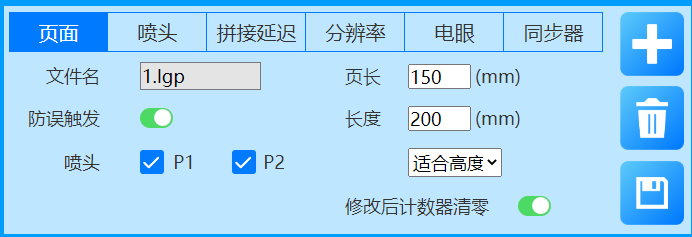 页面 喷头 拼接延迟 分辨率 电眼 同步器
文件名 1.lgp 页长 150 (mm)
防误触发 长度 200 (mm)
喷头 P1 P2 适合高度
修改后计数器清零